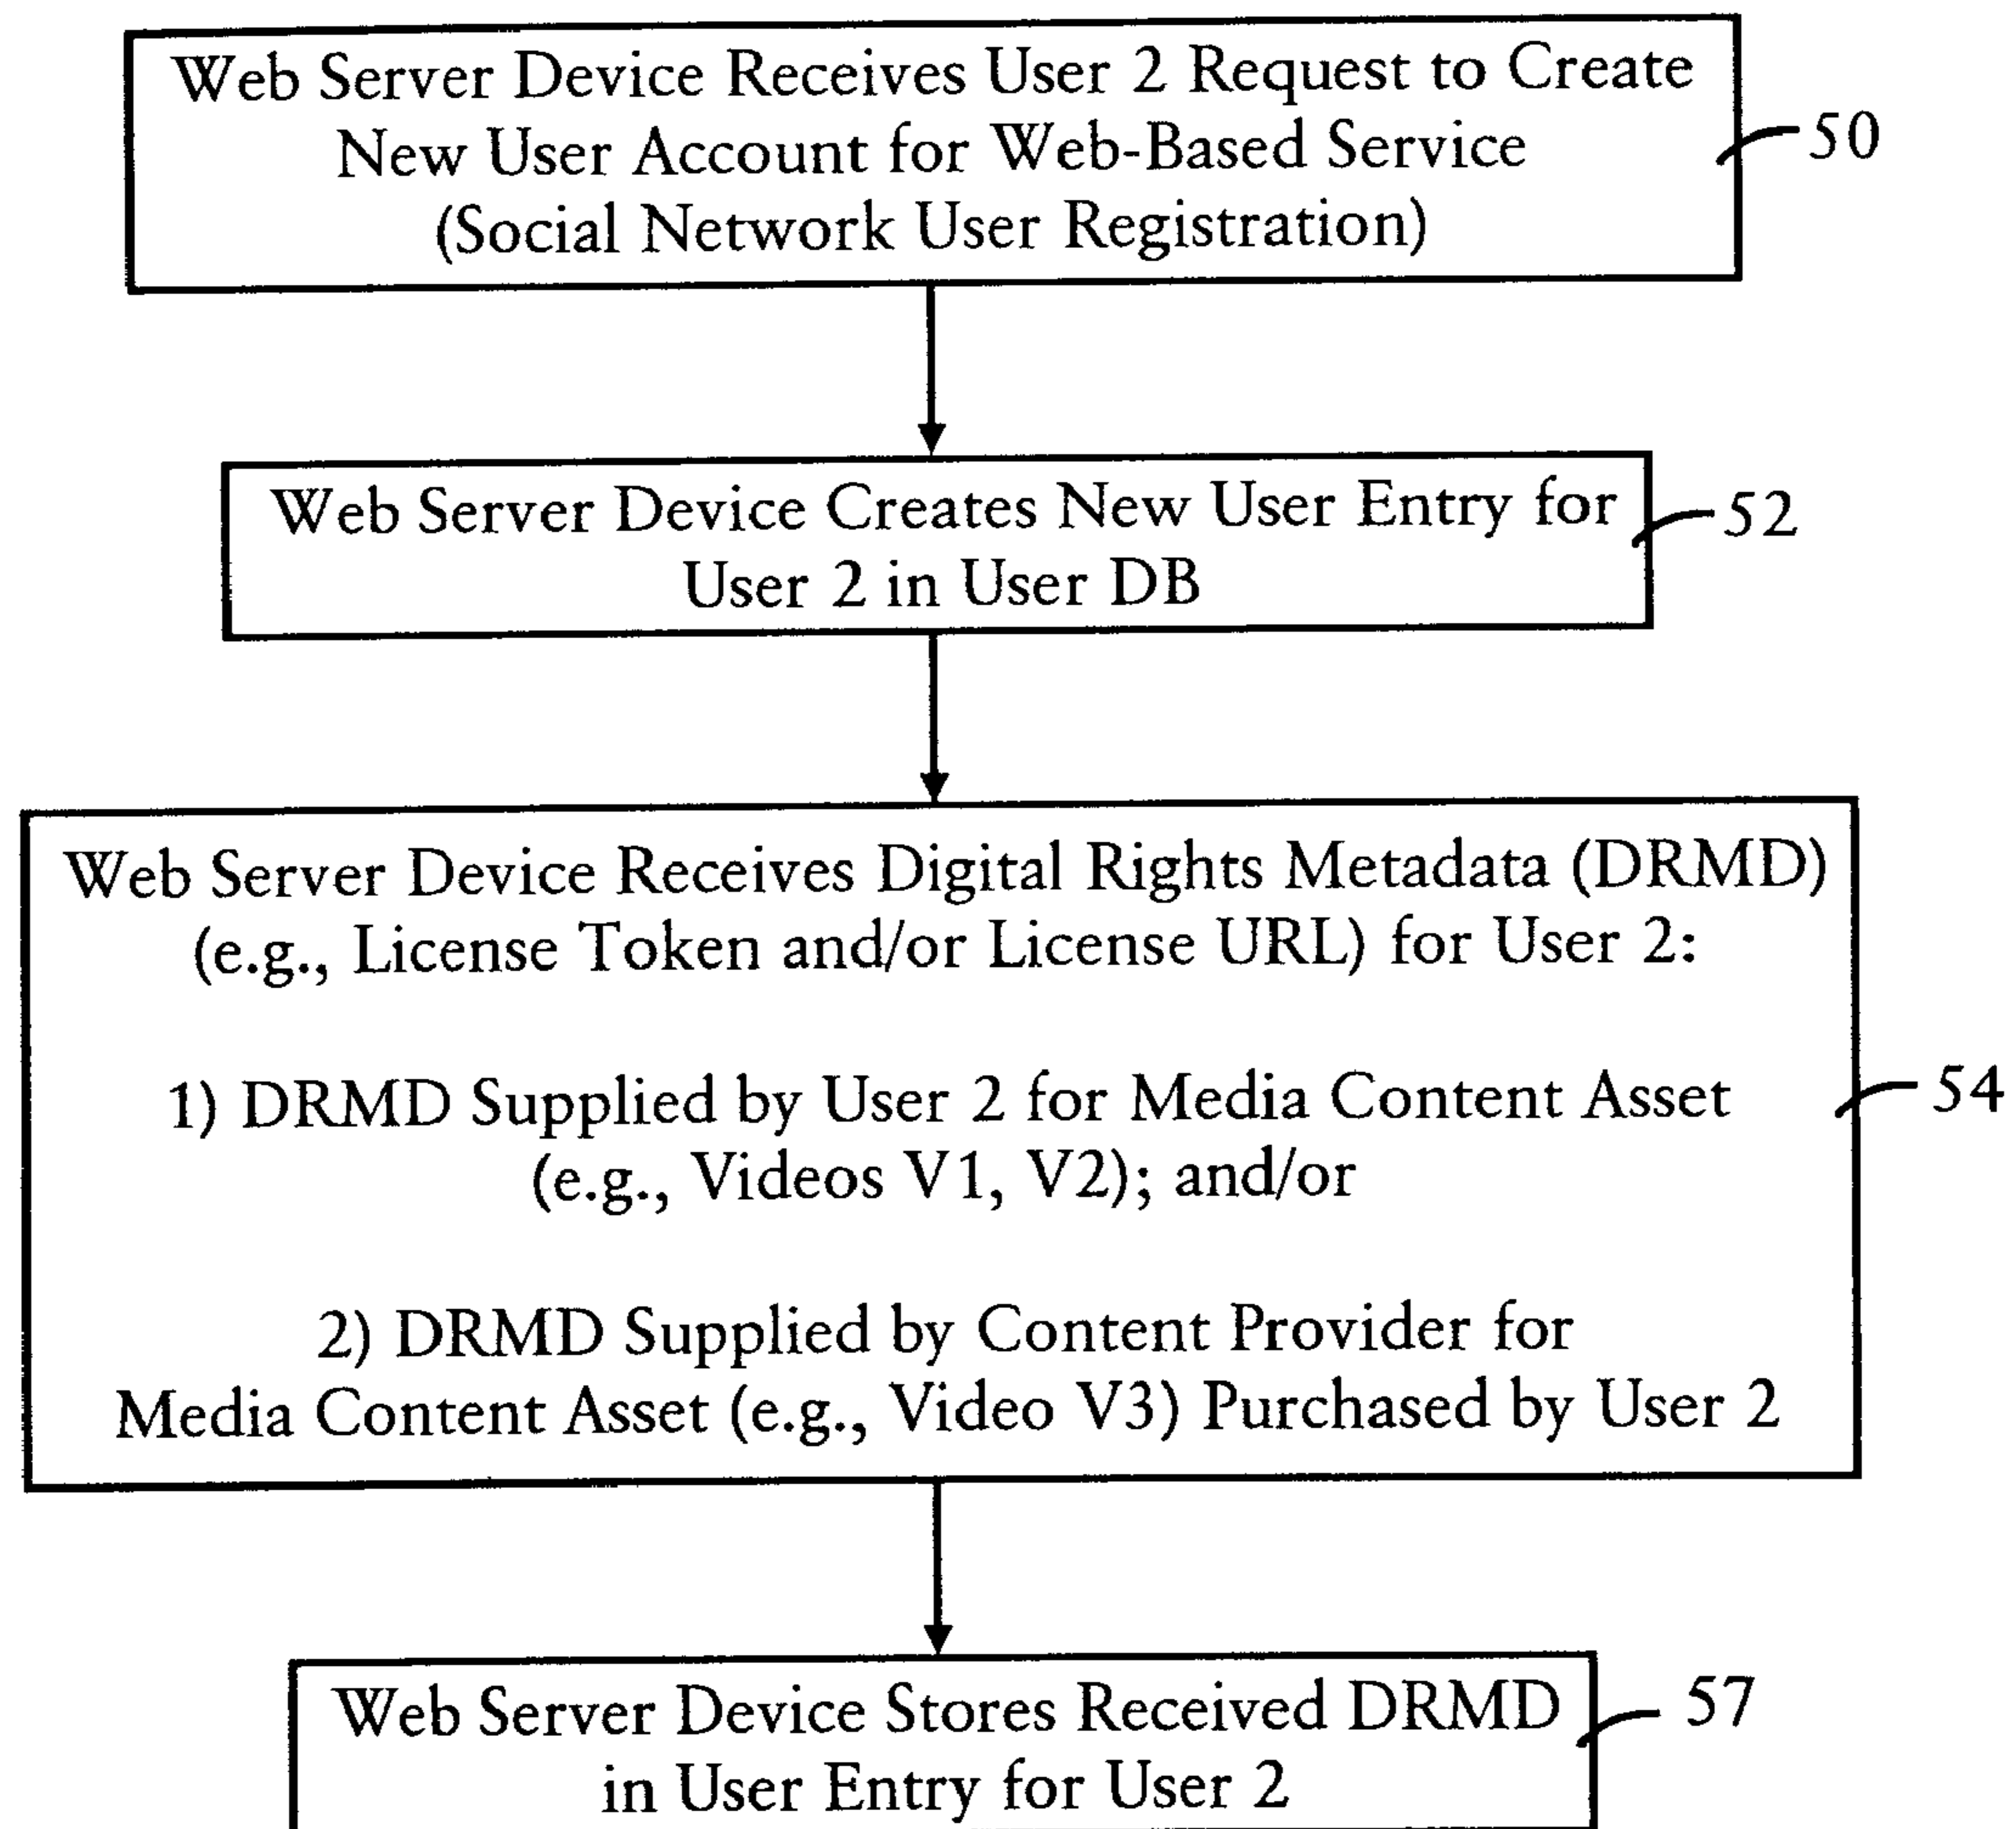 Web Server Device Receives User 2 Request to Create
New User Account for Web-Based Service
(Social Network User Registration)
50
Web Server Device Creates New User Entry for
User 2 in User DB
52
Web Server Device Receives Digital Rights Metadata (DRMD)
(e.g., License Token and/or License URL) for User 2:
1) DRMD Supplied by User 2 for Media Content Asset
(e.g., Videos V1, V2); and/or
2) DRMD Supplied by Content Provider for
Media Content Asset (e.g., Video V3) Purchased by User 2
54
Web Server Device Stores Received DRMD
in User Entry for User 2
57